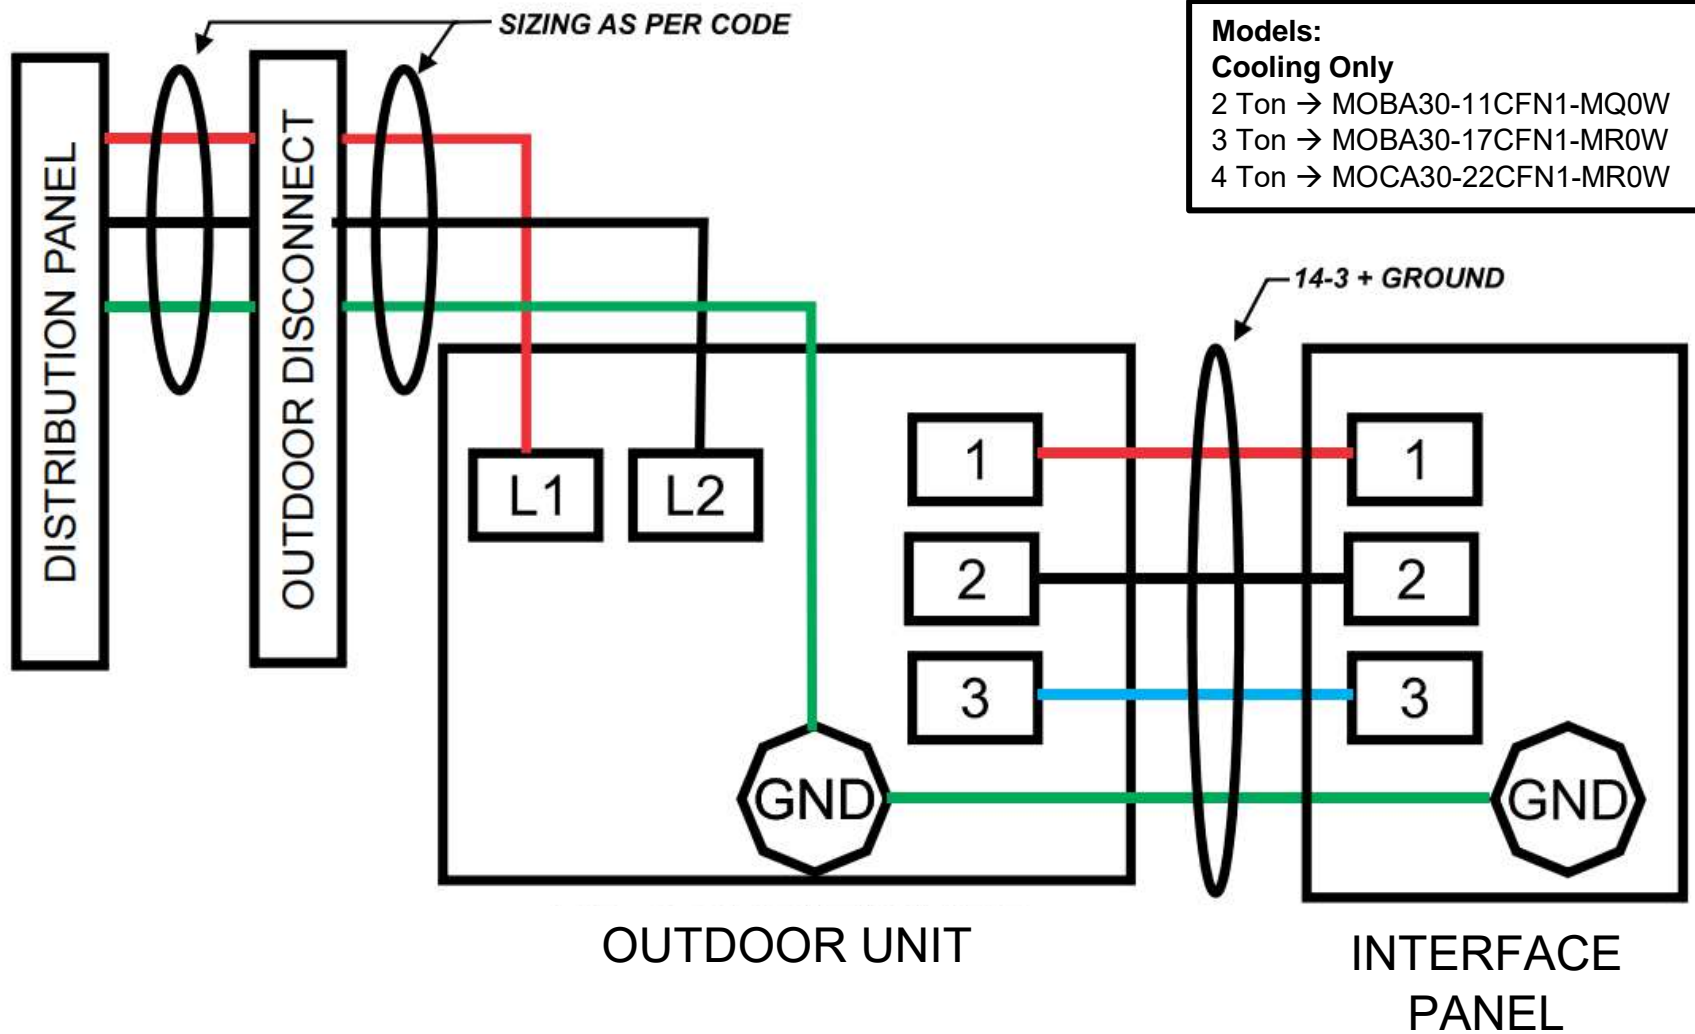 SIZING AS PER CODE
Models:
Cooling Only
2 Ton → MOBA30-11CFN1-MQ0W
3 Ton → MOBA30-17CFN1-MR0W
4 Ton → MOCA30-22CFN1-MR0W
DISTRIBUTION PANEL
OUTDOOR DISCONNECT
14-3 + GROUND
L1
L2
1
2
3
GND
1
2
3
GND
OUTDOOR UNIT
INTERFACE
PANEL